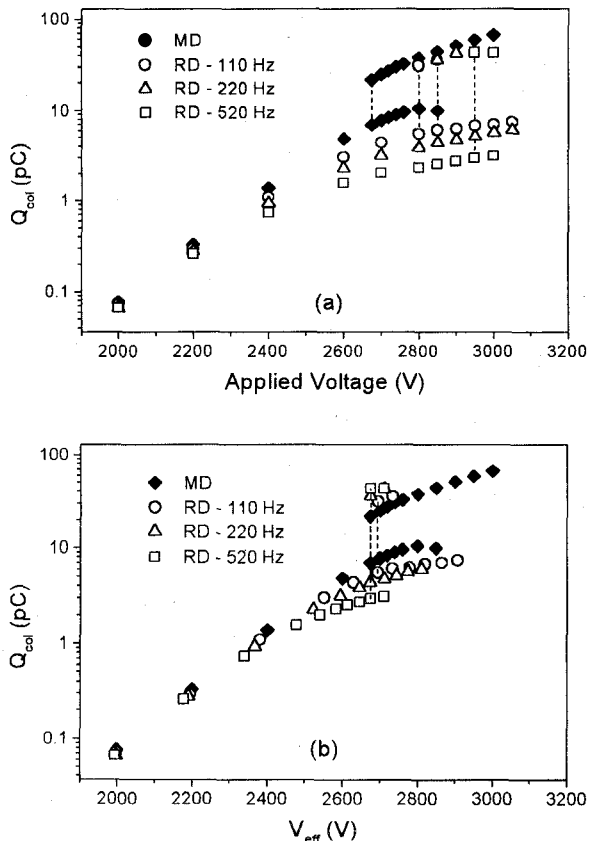 100
10
1
0.1
Q_col (pC)
MD
RD - 110 Hz
RD - 220 Hz
RD - 520 Hz
(a)
2000 2200 2400 2600 2800 3000 3200
Applied Voltage (V)
100
10
1
0.1
Q_col (pC)
MD
RD - 110 Hz
RD - 220 Hz
RD - 520 Hz
(b)
2000 2200 2400 2600 2800 3000 3200
V_eff (V)